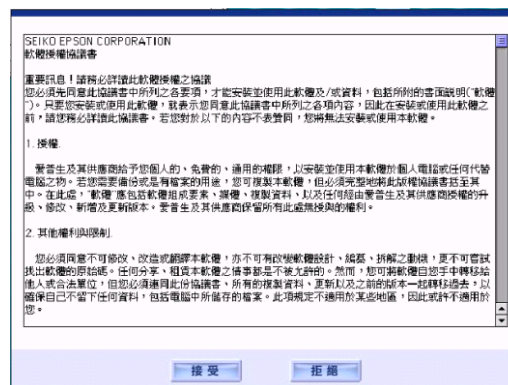 SEIKO EPSON CORPORATION
軟體授權協議書
重要訊息！請務必詳讀此軟體授權之協議
您必須先同意此協議書中所列之各要項，才能安裝並使用此軟體及/或資料，包括所附的書面說明("軟體
")。只要您安裝或使用此軟體，就表示您同意此協議書中所列之各項內容，因此在安裝或使用此軟體之
前，請您務必詳讀此協議書。若您對於以下的內容不表贊同，您將無法安裝或使用本軟體。
1. 授權.
愛普生及其供應商給予您個人的、免費的、通用的權限，以安裝並使用本軟體於個人電腦或任何代替
電腦之物。若您需要備份或是有檔案的用途，您可複製本軟體，但必須完整地將此版權協議書括至其
中。在此處，"軟體"應包括軟體組成要素、媒體、複製資料、以及任何經由愛普生及其供應商授權的升
級、修改、新增及更新版本。愛普生及其供應商保留所有此處無授與的權利。
2. 其他權利與限制.
您必須同意不可修改、改造或翻譯本軟體，亦不可有改變軟體設計、編纂、拆解之動機，更不可嘗試
找出軟體的原始碼。任何分享、租賃本軟體之情事都是不被允許的。然而，您可將軟體自您手中轉移給
他人或合法單位，但您必須連同此份協議書、所有的複製資料、更新以及之前的版本一起轉移過去，以
確保自己不留下任何資料，包括電腦中所儲存的檔案。此項規定不適用於某些地區，因此或許不適用於
您。
接受
拒絕